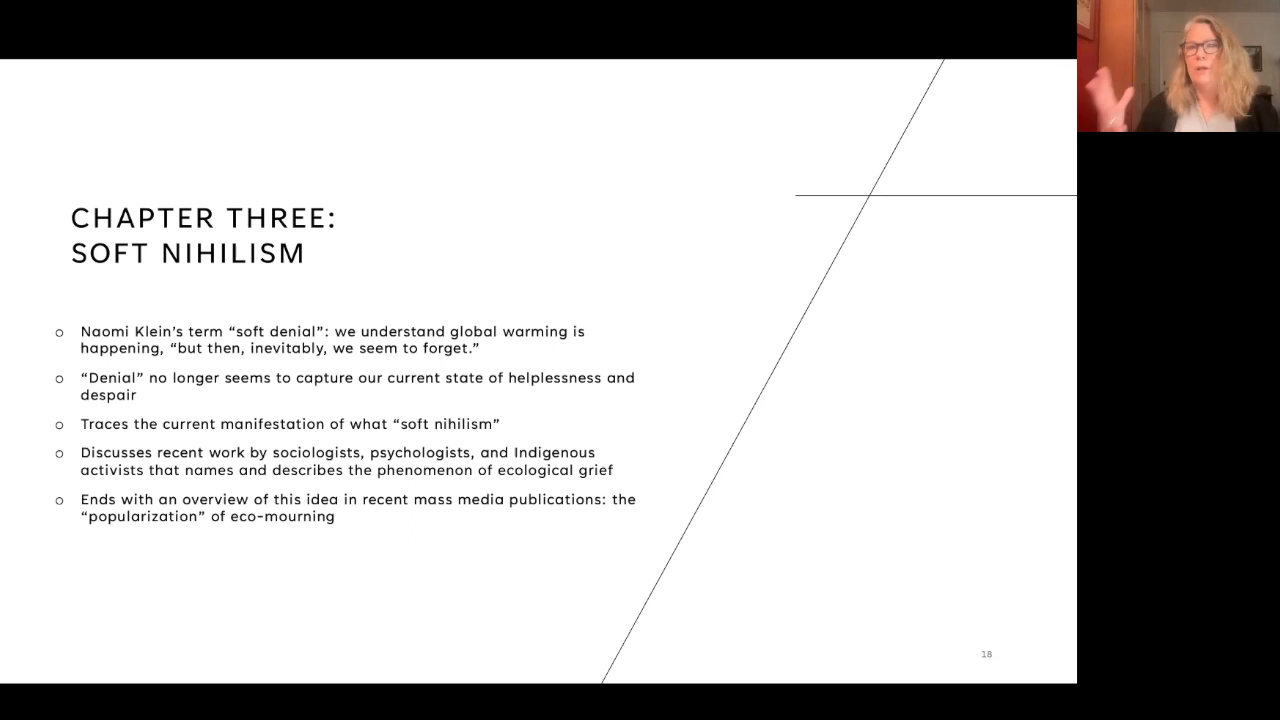 CHAPTER THREE:
SOFT NIHILISM
○ Naomi Klein’s term “soft denial”: we understand global warming is
happening, “but then, inevitably, we seem to forget.”
○ “Denial” no longer seems to capture our current state of helplessness and
despair
○ Traces the current manifestation of what “soft nihilism”
○ Discusses recent work by sociologists, psychologists, and Indigenous
activists that names and describes the phenomenon of ecological grief
○ Ends with an overview of this idea in recent mass media publications: the
“popularization” of eco-mourning
18